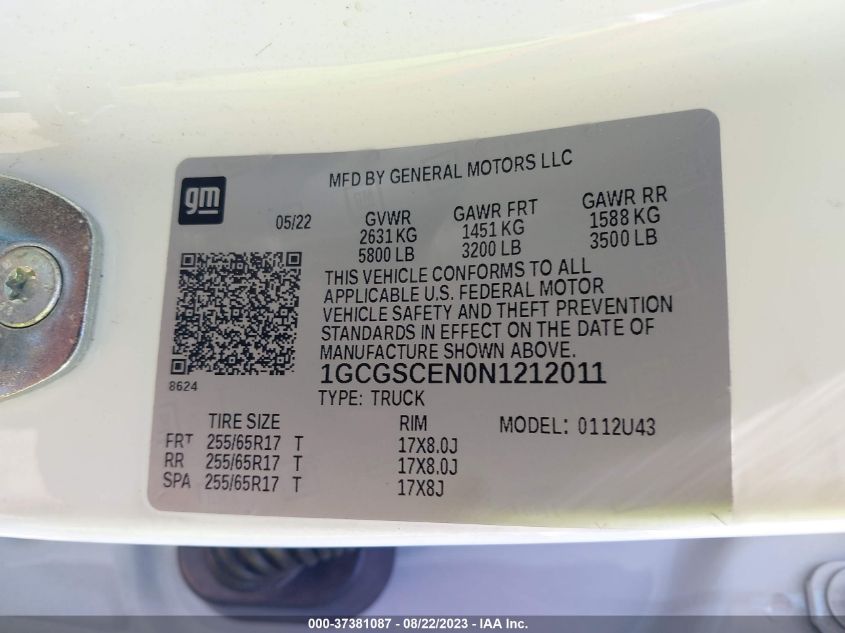 gm
MFD BY GENERAL MOTORS LLC
05/22
GVWR GAWR FRT GAWR RR
2631 KG 1451 KG 1588 KG
5800 LB 3200 LB 3500 LB
THIS VEHICLE CONFORMS TO ALL
APPLICABLE U.S. FEDERAL MOTOR
VEHICLE SAFETY AND THEFT PREVENTION
STANDARDS IN EFFECT ON THE DATE OF
MANUFACTURE SHOWN ABOVE.
8624
1GCGSCEN0N1212011
TYPE: TRUCK
TIRE SIZE RIM MODEL: 0112U43
FRT 255/65R17 T 17X8.0J
RR 255/65R17 T 17X8.0J
SPA 255/65R17 T 17X8J
000-37381087 - 08/22/2023 - IAA Inc.